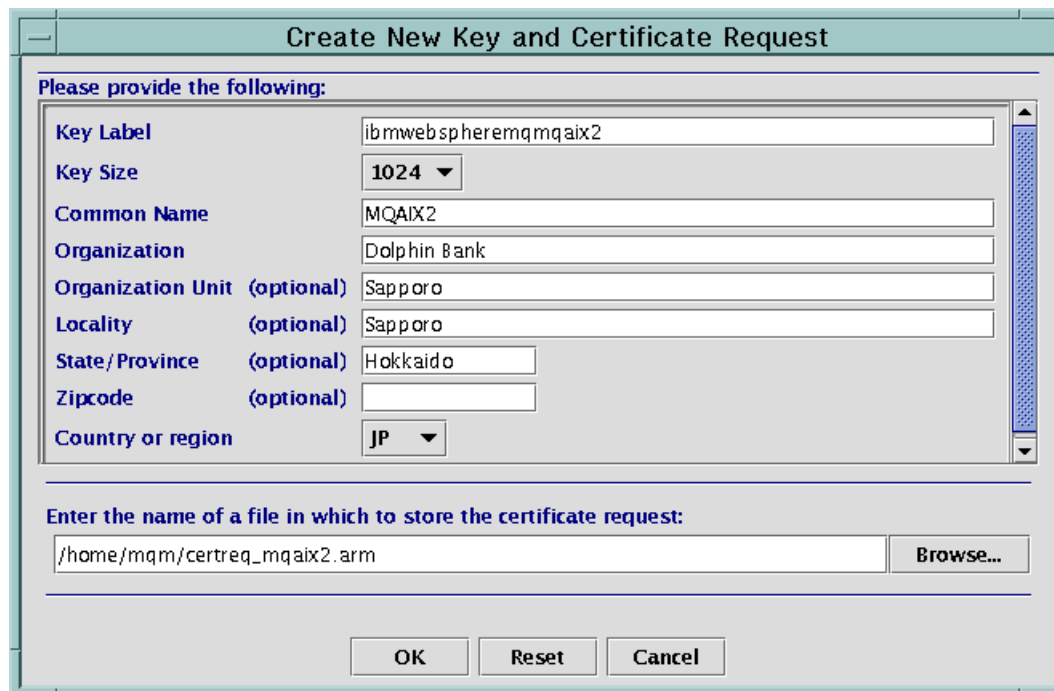 Create New Key and Certificate Request
Please provide the following:
Key Label ibmwebspheremqmqaix2
Key Size 1024
Common Name MQAIX2
Organization Dolphin Bank
Organization Unit (optional) Sapporo
Locality (optional) Sapporo
State/Province (optional) Hokkaido
Zipcode (optional)
Country or region JP
Enter the name of a file in which to store the certificate request:
/home/mqm/certreq_mqaix2.arm Browse...
OK Reset Cancel